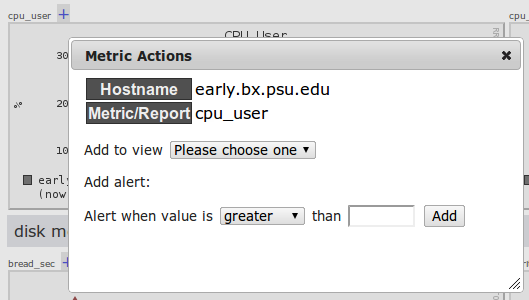 cpu_user +
cpu_
CPU User
30
Metric Actions
Hostname early.bx.psu.edu
Metric/Report cpu_user
20
%
Add to view Please choose one
10
Add alert:
early
(now
Alert when value is greater than Add
disk m
bread_sec +